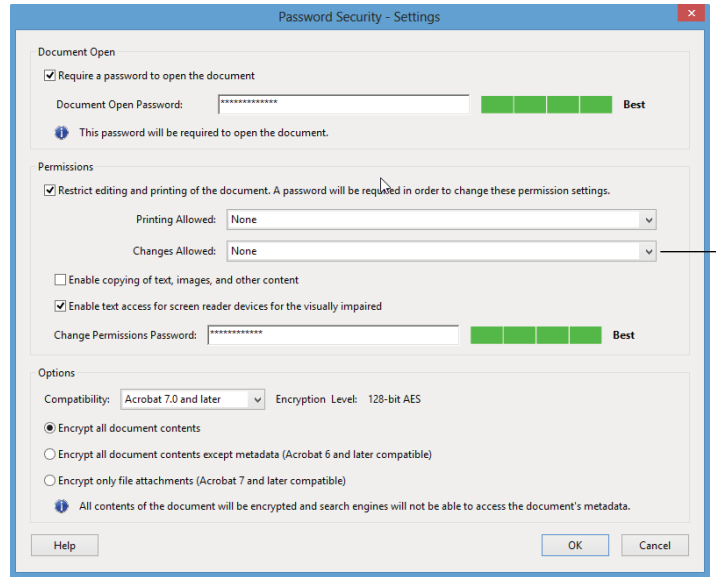 Password Security - Settings
Document Open
Require a password to open the document
Document Open Password: ************* Best
This password will be required to open the document.
Permissions
Restrict editing and printing of the document. A password will be required in order to change these permission settings.
Printing Allowed: None
Changes Allowed: None
Enable copying of text, images, and other content
Enable text access for screen reader devices for the visually impaired
Change Permissions Password: ************ Best
Options
Compatibility: Acrobat 7.0 and later Encryption Level: 128-bit AES
Encrypt all document contents
Encrypt all document contents except metadata (Acrobat 6 and later compatible)
Encrypt only file attachments (Acrobat 7 and later compatible)
All contents of the document will be encrypted and search engines will not be able to access the document's metadata.
Help OK Cancel